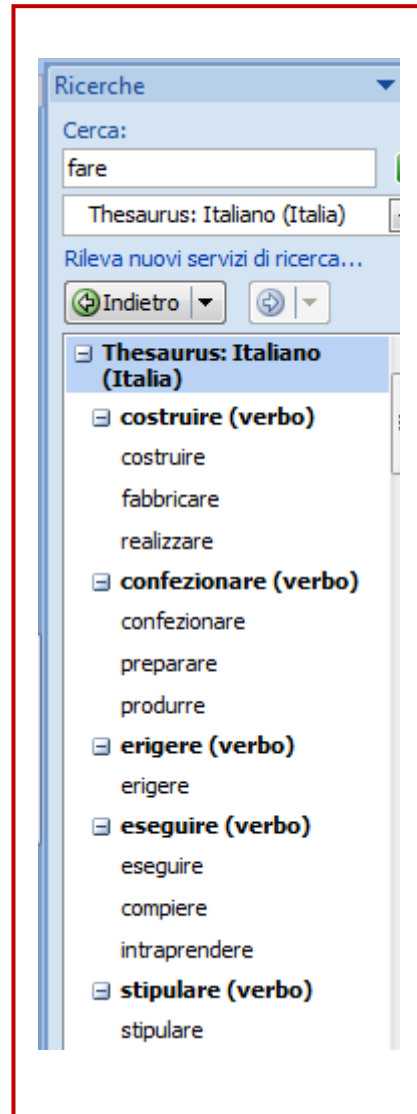 Ricerche
Cerca:
fare
Thesaurus: Italiano (Italia)
Rileva nuovi servizi di ricerca...
Indietro
Thesaurus: Italiano
(Italia)
costruire (verbo)
costruire
fabbricare
realizzare
confezionare (verbo)
confezionare
preparare
produrre
erigere (verbo)
erigere
eseguire (verbo)
eseguire
compiere
intraprendere
stipulare (verbo)
stipulare